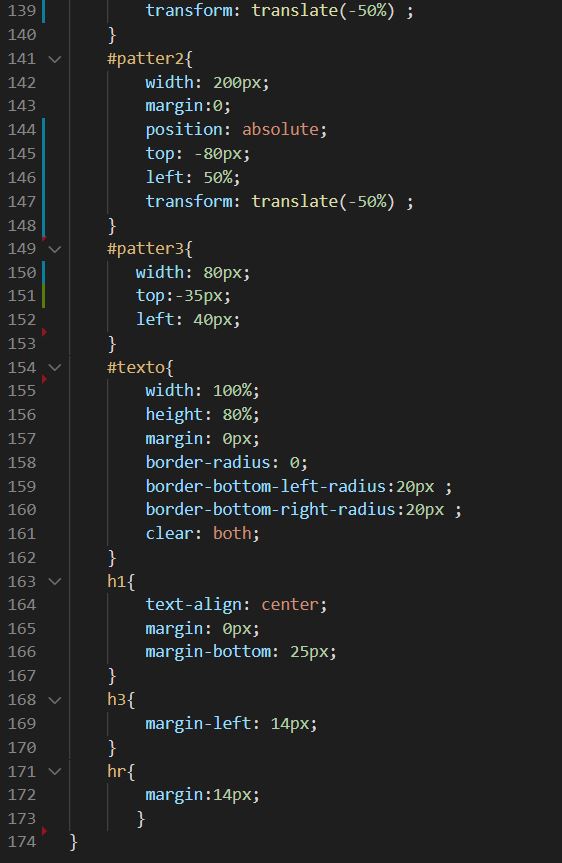 139 transform: translate(-50%) ;
140 }
141 #patter2{
142 width: 200px;
143 margin:0;
144 position: absolute;
145 top: -80px;
146 left: 50%;
147 transform: translate(-50%) ;
148 }
149 #patter3{
150 width: 80px;
151 top:-35px;
152 left: 40px;
153 }
154 #texto{
155 width: 100%;
156 height: 80%;
157 margin: 0px;
158 border-radius: 0;
159 border-bottom-left-radius:20px ;
160 border-bottom-right-radius:20px ;
161 clear: both;
162 }
163 h1{
164 text-align: center;
165 margin: 0px;
166 margin-bottom: 25px;
167 }
168 h3{
169 margin-left: 14px;
170 }
171 hr{
172 margin:14px;
173 }
174 }